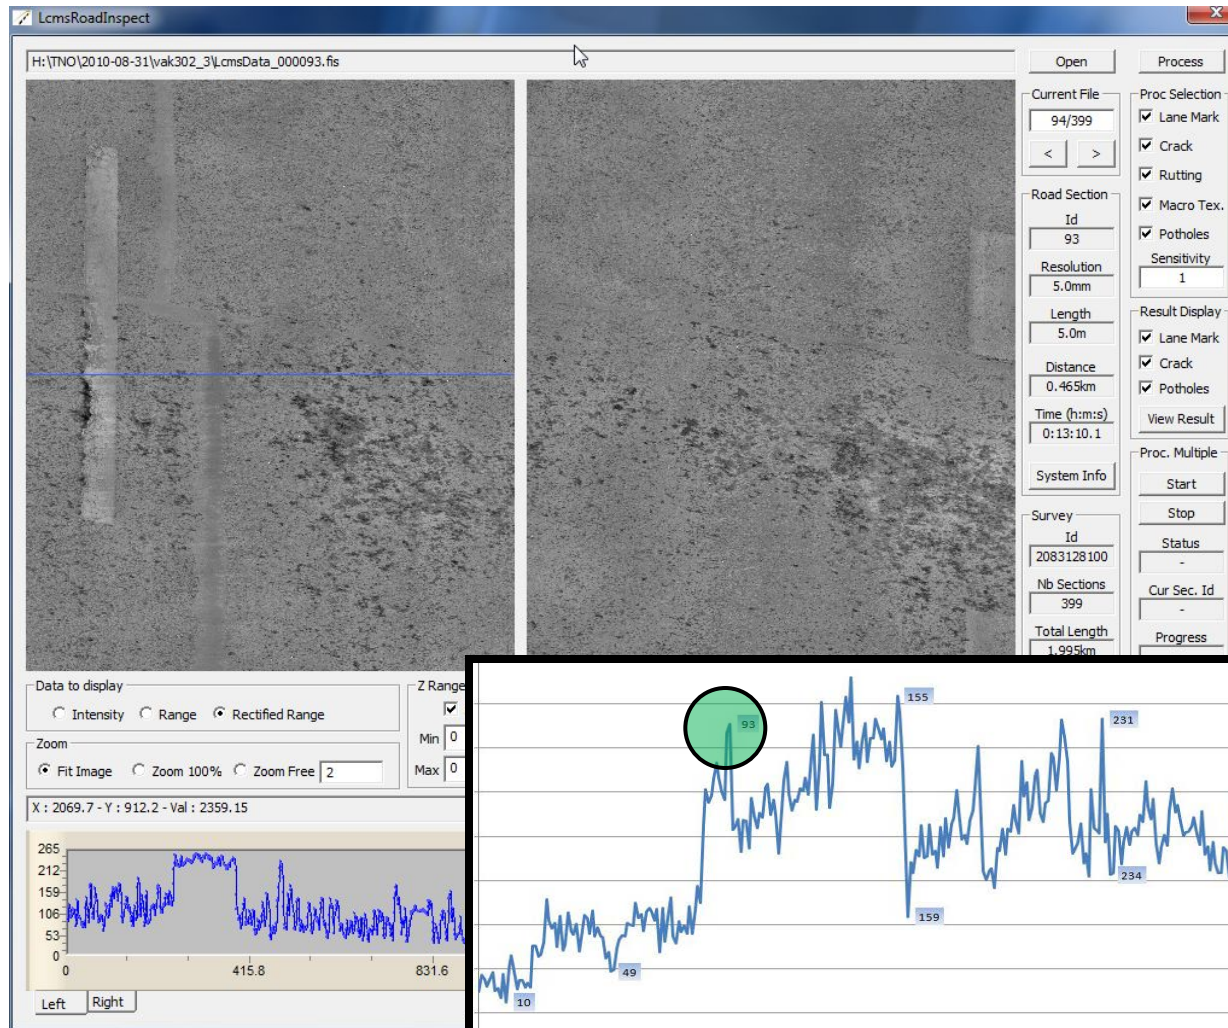 LcmsRoadInspect
H:\TNO\2010-08-31\vak302_3\LcmsData_000093.fis
Open
Process
Current File
94/399
<
>
Road Section
Id
93
Resolution
5.0mm
Length
5.0m
Distance
0.465km
Time (h:m:s)
0:13:10.1
System Info
Survey
Id
2083128100
Nb Sections
399
Total Length
1.995km
Proc Selection
Lane Mark
Crack
Rutting
Macro Tex.
Potholes
Sensitivity
1
Result Display
Lane Mark
Crack
Potholes
View Result
Proc. Multiple
Start
Stop
Status
-
Cur Sec. Id
-
Progress
Data to display
Intensity
Range
Rectified Range
Zoom
Fit Image
Zoom 100%
Zoom Free
2
Z Range
Min
0
Max
0
X : 2069.7 - Y : 912.2 - Val : 2359.15
265
212
159
106
53
0
0
415.8
831.6
Left
Right
10
49
93
155
159
231
234